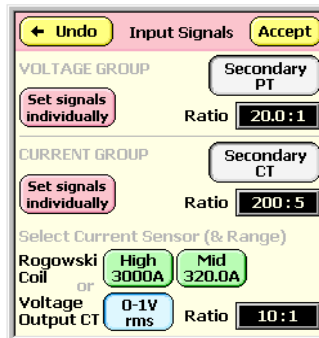 ← Undo Input Signals Accept
VOLTAGE GROUP Secondary PT
Set signals individually Ratio 20.0:1
CURRENT GROUP Secondary CT
Set signals individually Ratio 200:5
Select Current Sensor (& Range)
Rogowski Coil High 3000A Mid 320.0A
or
Voltage Output CT 0-1V rms Ratio 10:1